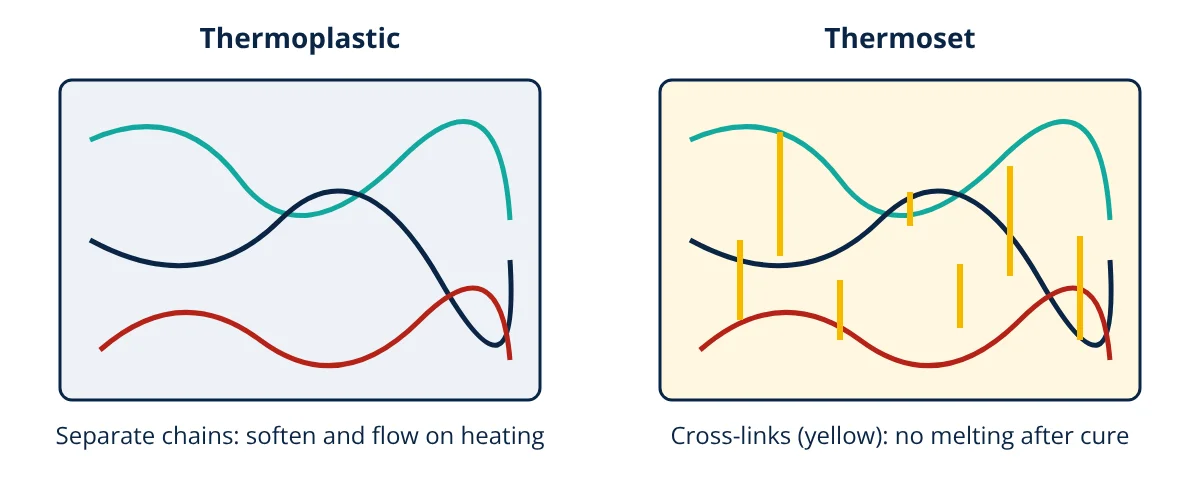 Thermoplastic
Thermoset
Separate chains: soften and flow on heating
Cross-links (yellow): no melting after cure